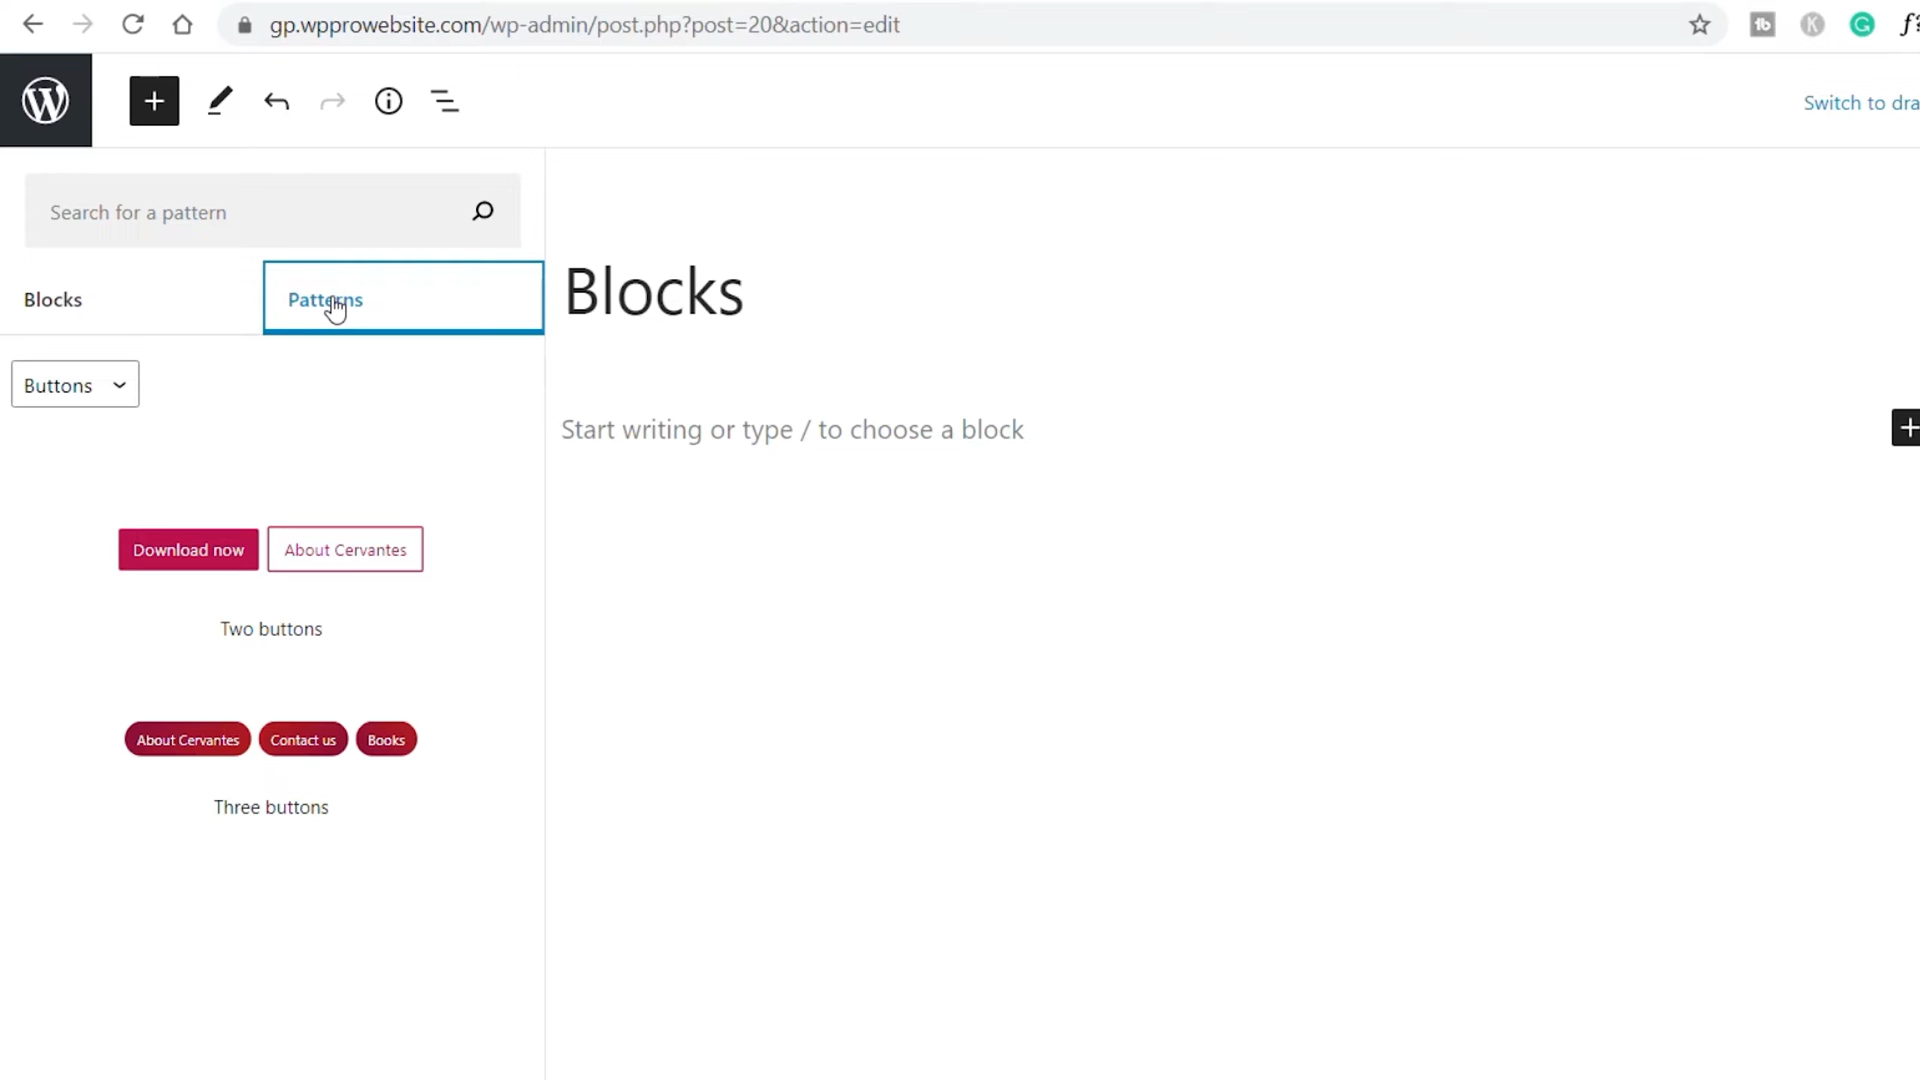 gp.wpprowebsite.com/wp-admin/post.php?post=20&action=edit
Switch to dra
Search for a pattern
Blocks
Patterns
Blocks
Buttons
Start writing or type / to choose a block
Download now
About Cervantes
Two buttons
About Cervantes
Contact us
Books
Three buttons